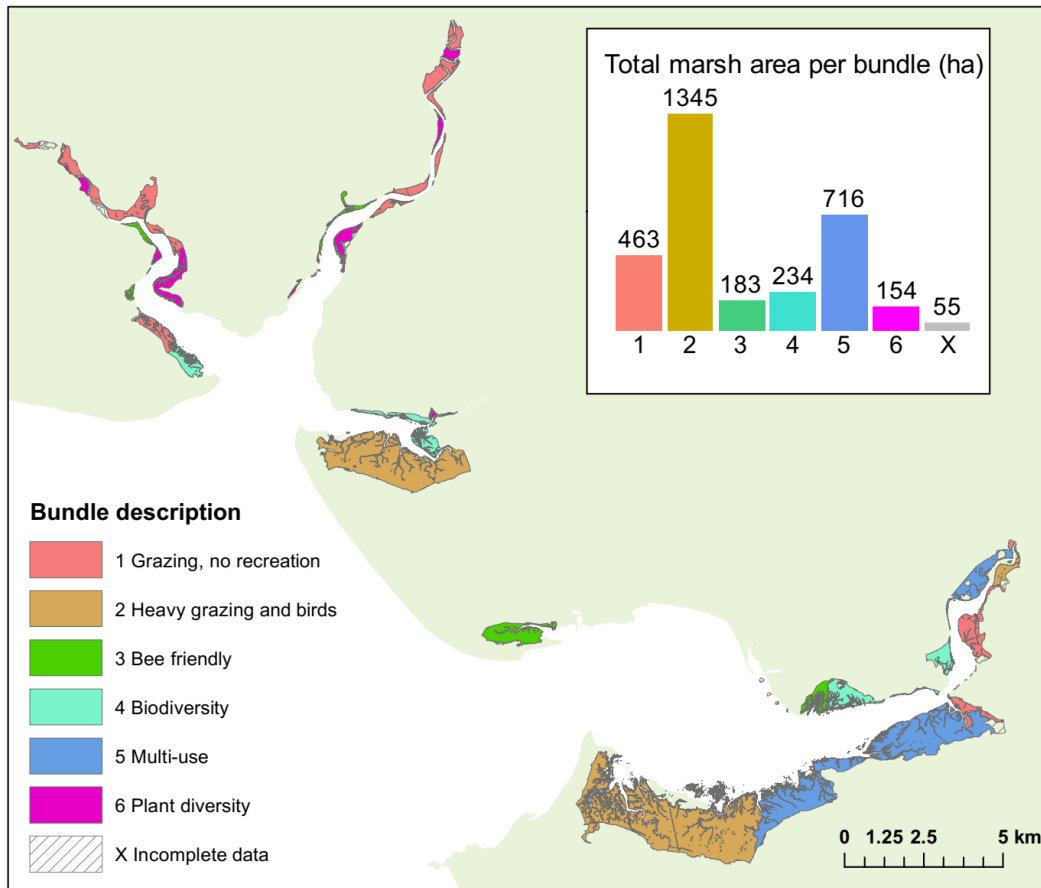 Total marsh area per bundle (ha)
1345
716
463
183
234
154
55
1 2 3 4 5 6 X
Bundle description
1 Grazing, no recreation
2 Heavy grazing and birds
3 Bee friendly
4 Biodiversity
5 Multi-use
6 Plant diversity
X Incomplete data
0 1.25 2.5 5 km